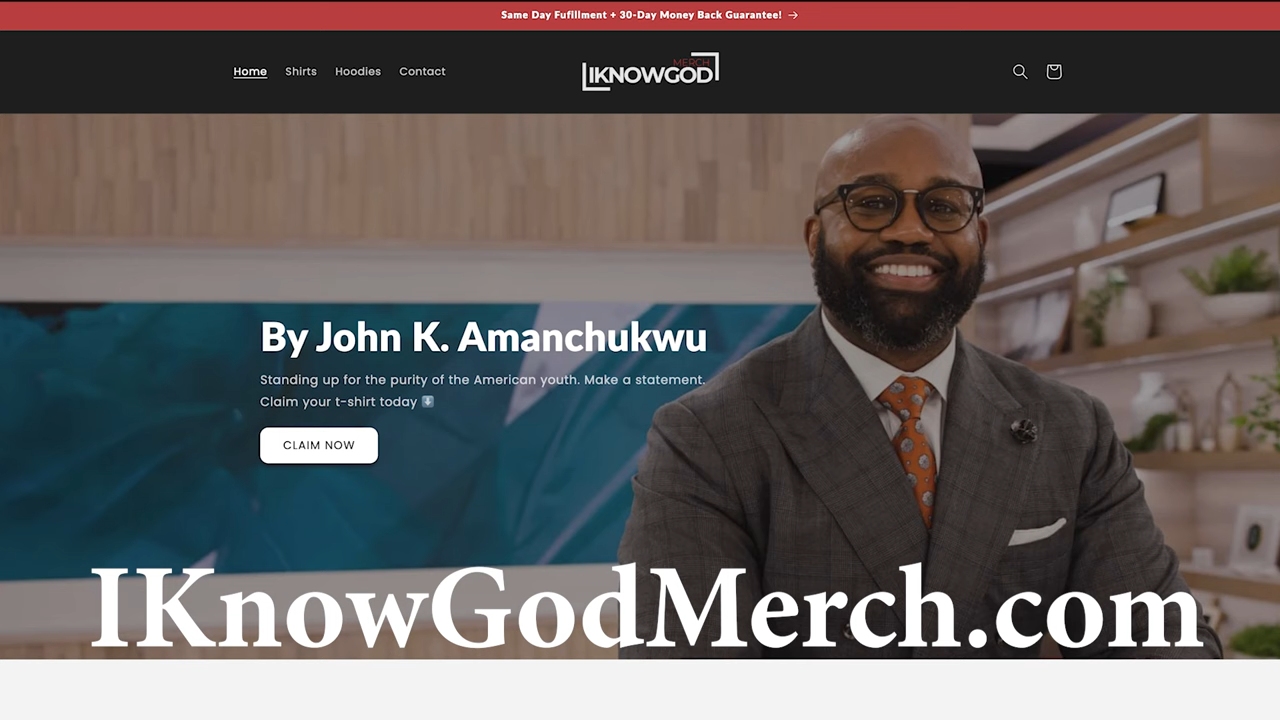 Same Day Fufillment + 30-Day Money Back Guarantee! →
Home Shirts Hoodies Contact
MERCH
IKNOWGOD
By John K. Amanchukwu
Standing up for the purity of the American youth. Make a statement.
Claim your t-shirt today ⬇️
CLAIM NOW
IKnowGodMerch.com